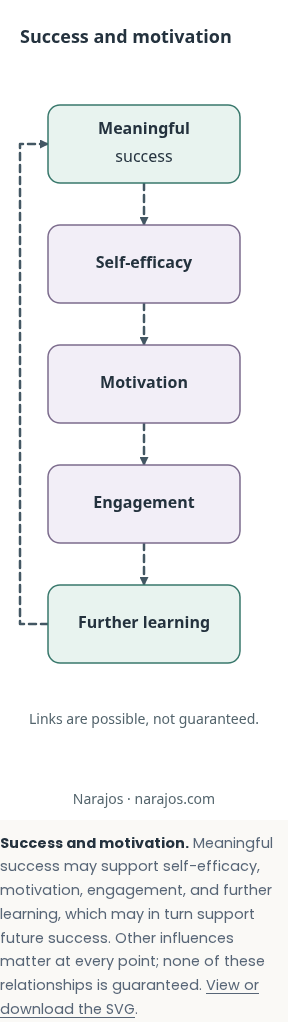 Success and motivation
Meaningful
success
Self-efficacy
Motivation
Engagement
Further learning
Links are possible, not guaranteed.
Narajos · narajos.com
Success and motivation. Meaningful
success may support self-efficacy,
motivation, engagement, and further
learning, which may in turn support
future success. Other influences
matter at every point; none of these
relationships is guaranteed. View or
download the SVG.